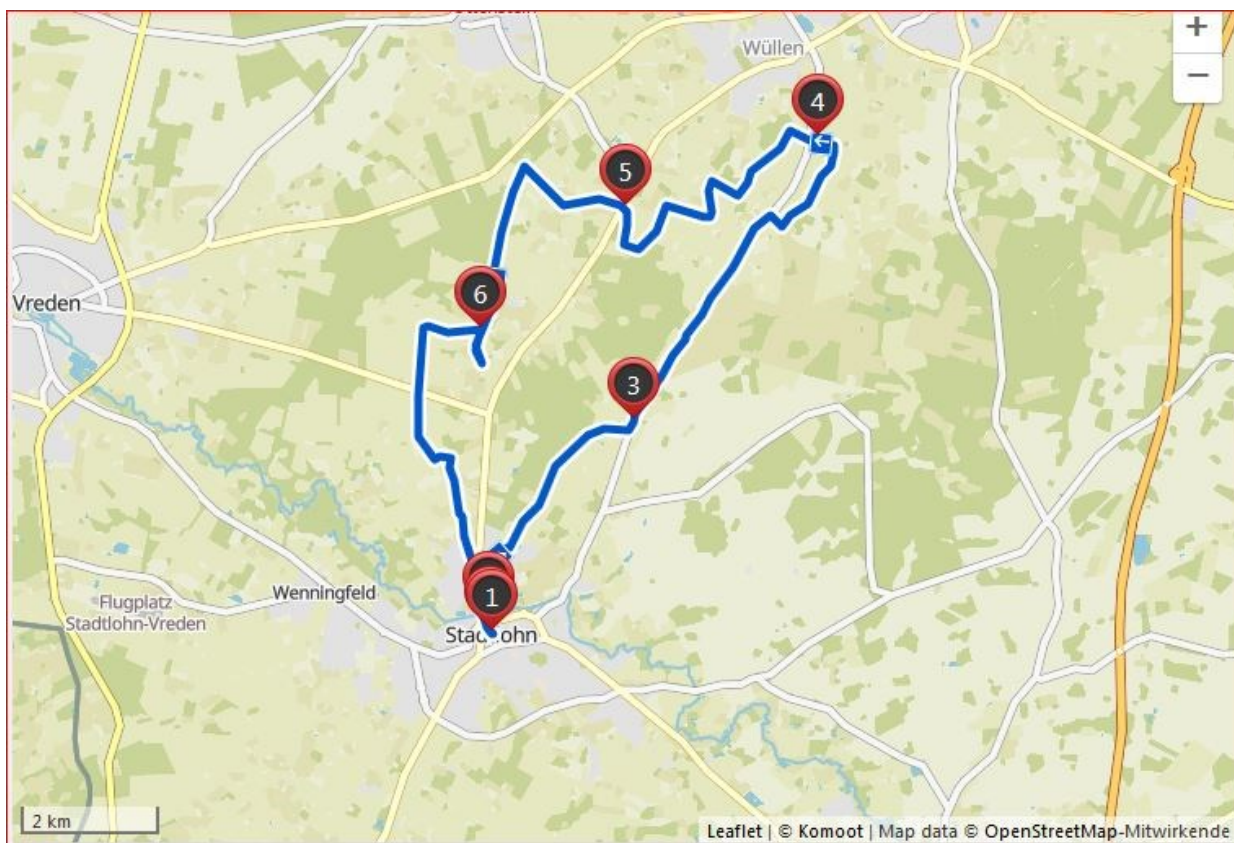 Wüllen
+
−
4
5
6
Vreden
3
1
Wenningfeld
Flugplatz
Stadtlohn-Vreden
2 km
Leaflet | © Komoot | Map data © OpenStreetMap-Mitwirkende